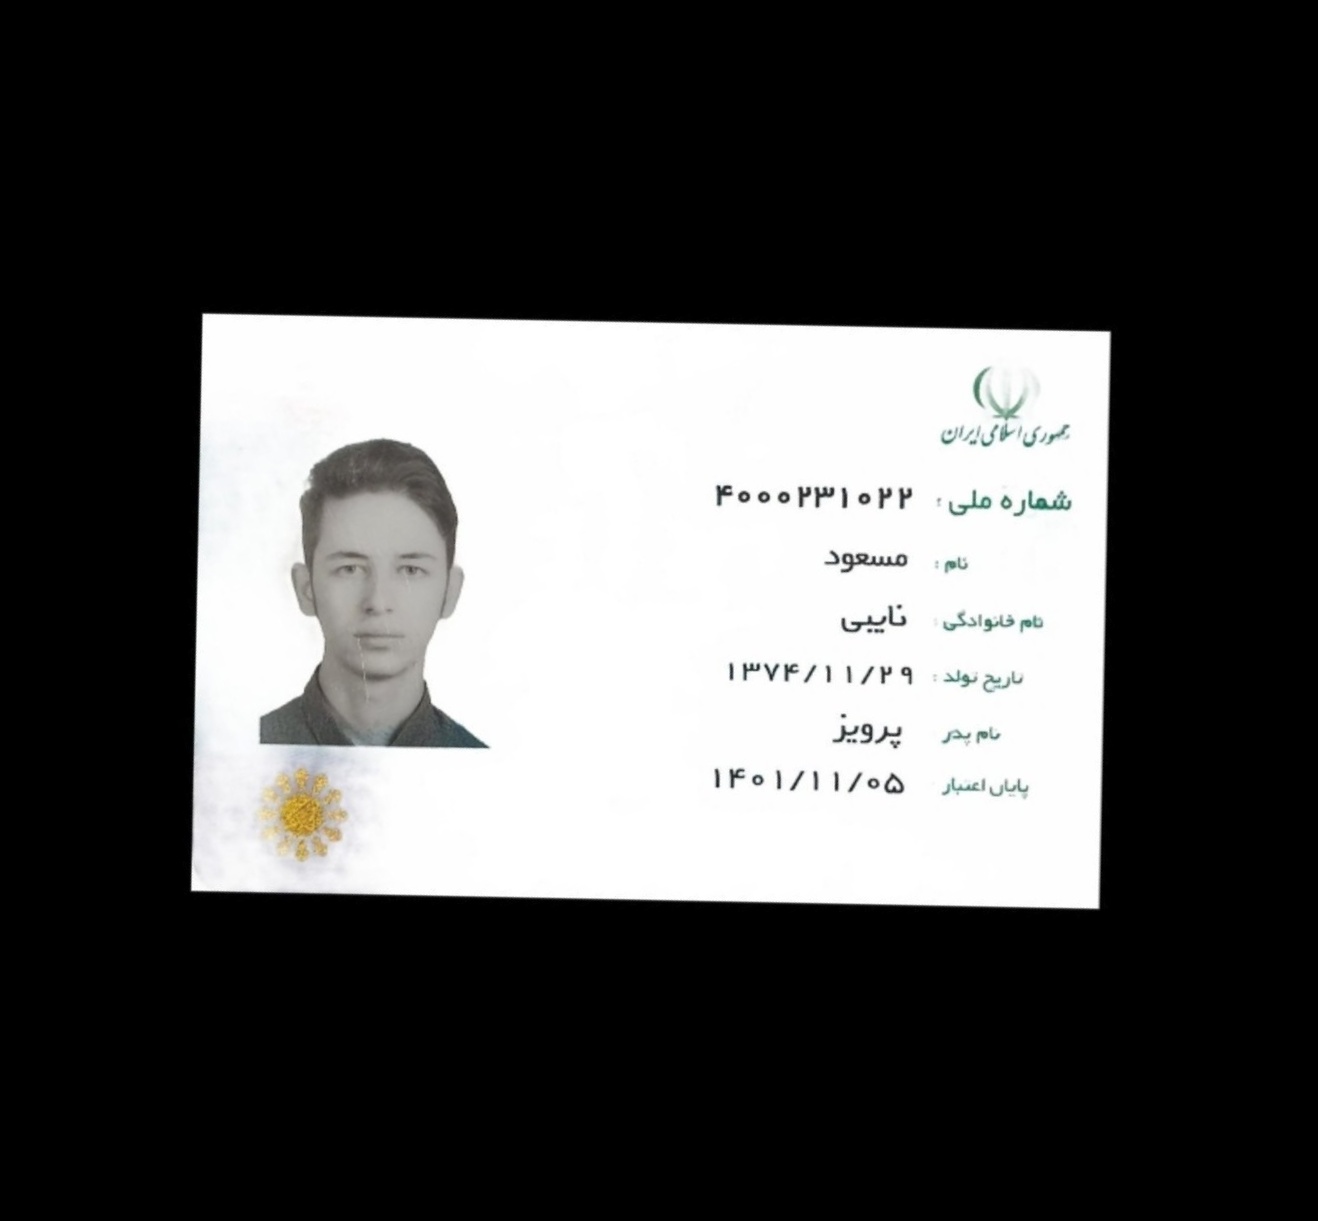 جمهوری اسلامی ایران
شماره ملی : ۴۰۰۰۲۳۱۰۲۲
نام : مسعود
نام خانوادگی : نایبی
تاریخ تولد : ۱۳۷۴/۱۱/۲۹
نام پدر پرویز
پایان اعتبار ۱۴۰۱/۱۱/۰۵